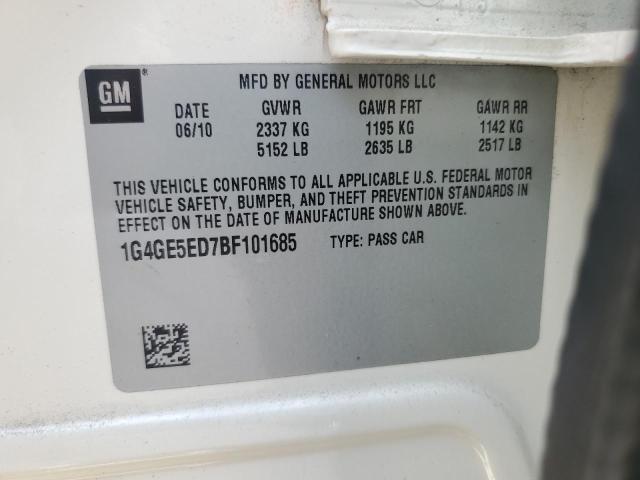 GM ®
MFD BY GENERAL MOTORS LLC
DATE GVWR GAWR FRT GAWR RR
06/10 2337 KG 1195 KG 1142 KG
5152 LB 2635 LB 2517 LB
THIS VEHICLE CONFORMS TO ALL APPLICABLE U.S. FEDERAL MOTOR
VEHICLE SAFETY, BUMPER, AND THEFT PREVENTION STANDARDS IN
EFFECT ON THE DATE OF MANUFACTURE SHOWN ABOVE.
1G4GE5ED7BF101685 TYPE: PASS CAR